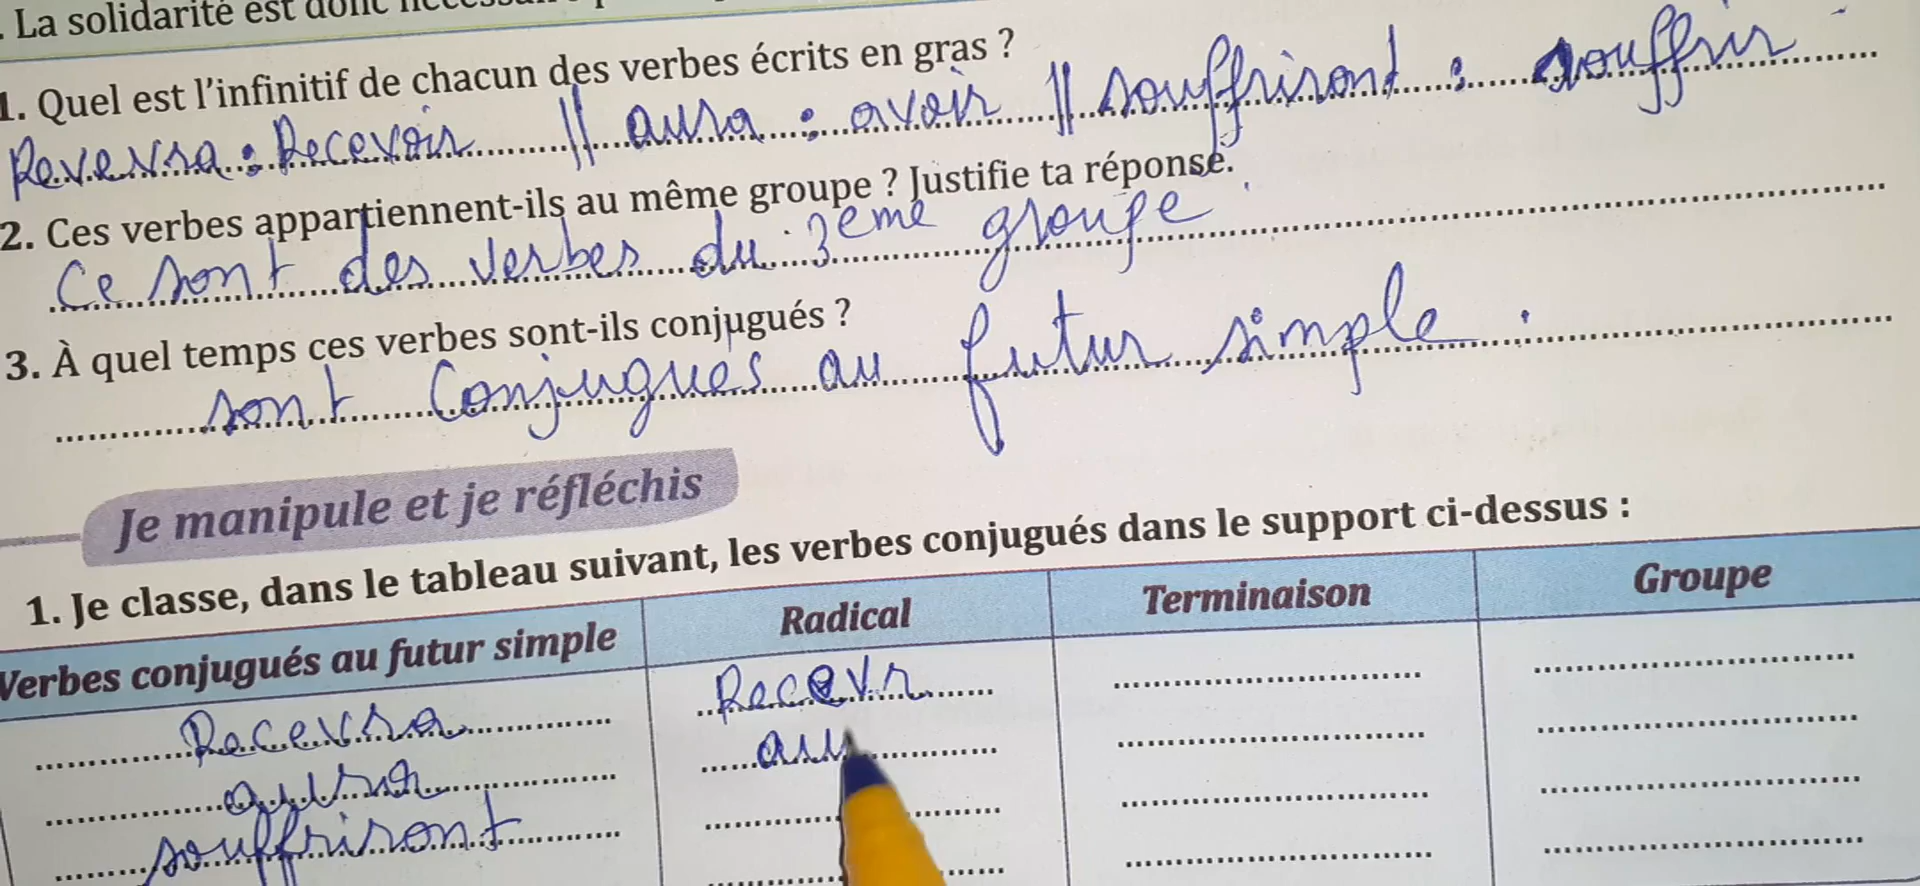 . La solidarité est donc
1. Quel est l'infinitif de chacun des verbes écrits en gras ?
Reversa : Recevoir || aura : avoir || souffriront : souffrir
2. Ces verbes appartiennent-ils au même groupe ? Justifie ta réponse.
Ce sont des verbes du 3eme groupe
3. À quel temps ces verbes sont-ils conjugués ?
sont conjugués au futur simple.
Je manipule et je réfléchis
1. Je classe, dans le tableau suivant, les verbes conjugués dans le support ci-dessus :
Verbes conjugués au futur simple Radical Terminaison Groupe
Recevra Recevr
aura au
souffriront